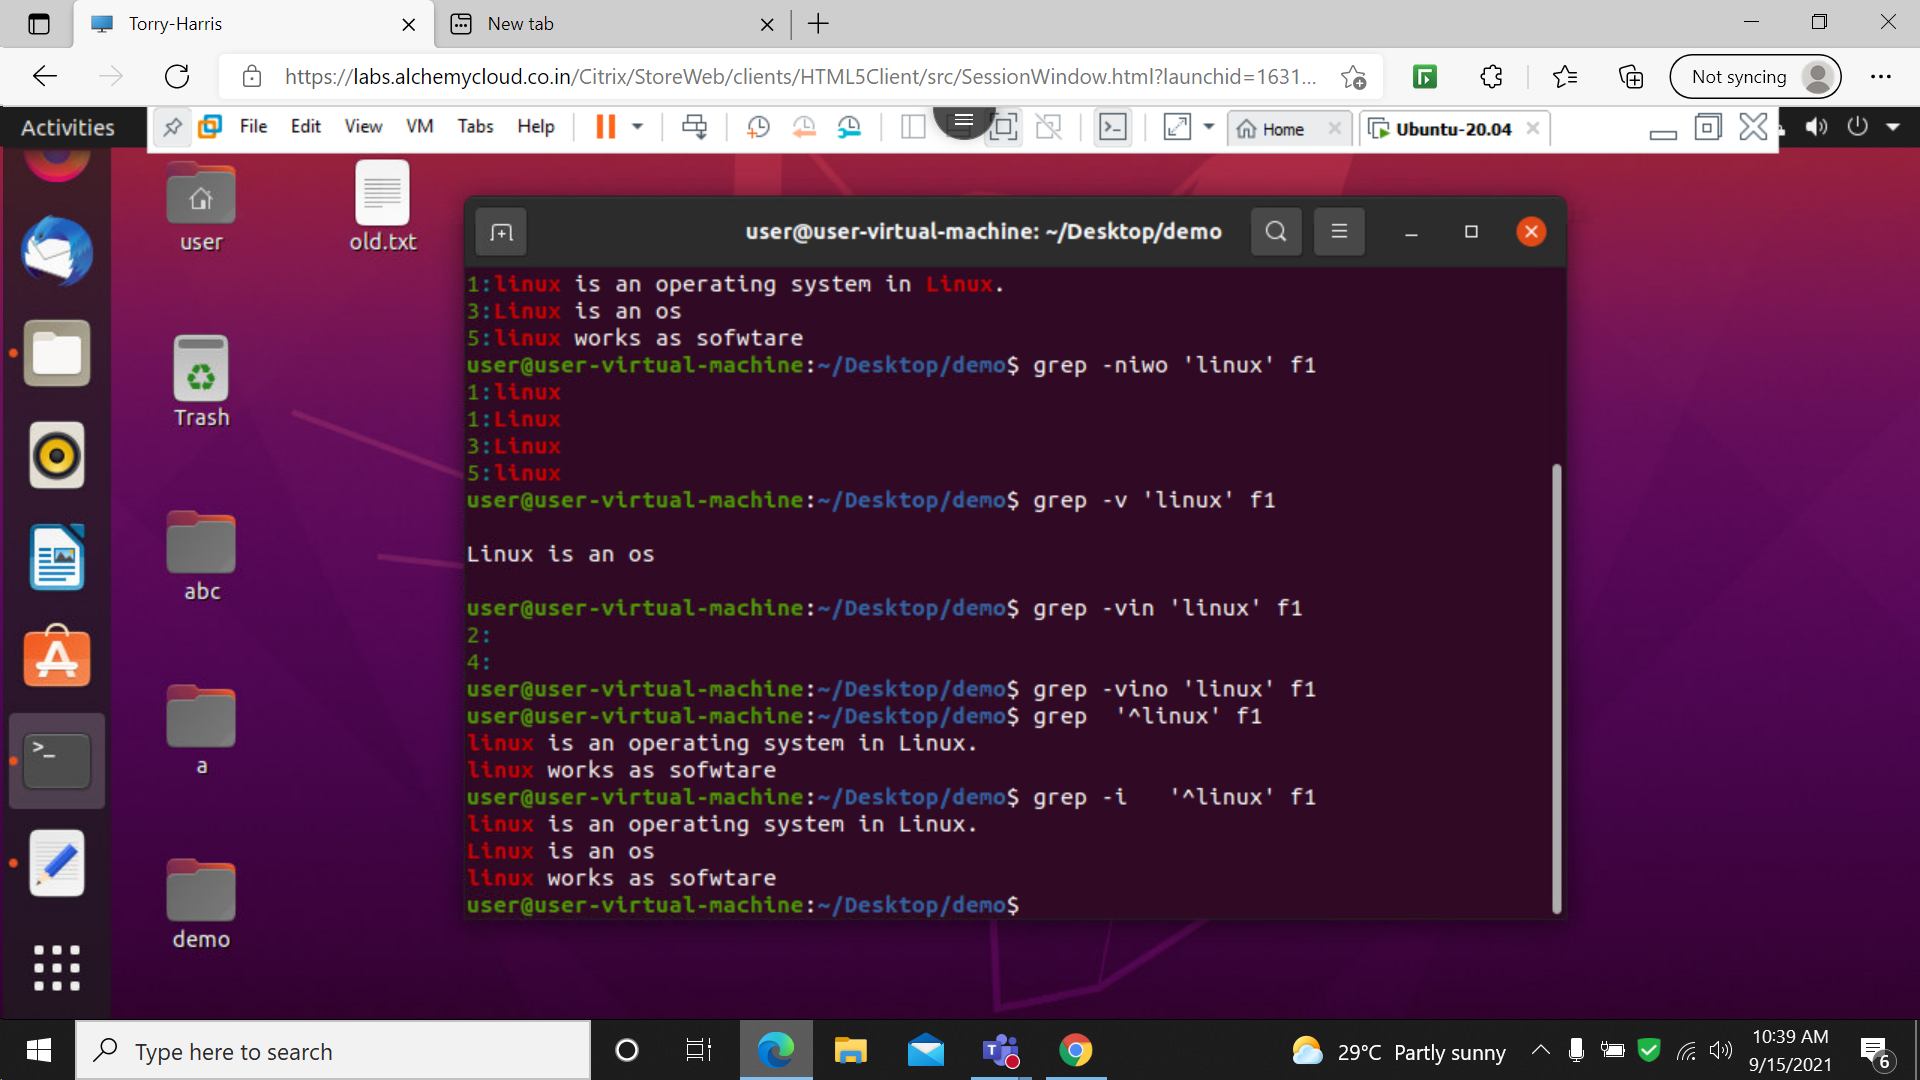 Torry-Harris
New tab
https://labs.alchemycloud.co.in/Citrix/StoreWeb/clients/HTML5Client/src/SessionWindow.html?launchid=1631...
Not syncing
Activities
File Edit View VM Tabs Help
Home
Ubuntu-20.04
user
old.txt
Trash
abc
a
demo
user@user-virtual-machine: ~/Desktop/demo
1:linux is an operating system in Linux.
3:Linux is an os
5:linux works as sofwtare
user@user-virtual-machine:~/Desktop/demo$ grep -niwo 'linux' f1
1:linux
1:Linux
3:Linux
5:linux
user@user-virtual-machine:~/Desktop/demo$ grep -v 'linux' f1
Linux is an os
user@user-virtual-machine:~/Desktop/demo$ grep -vin 'linux' f1
2:
4:
user@user-virtual-machine:~/Desktop/demo$ grep -vino 'linux' f1
user@user-virtual-machine:~/Desktop/demo$ grep  '^linux' f1
linux is an operating system in Linux.
linux works as sofwtare
user@user-virtual-machine:~/Desktop/demo$ grep -i   '^linux' f1
linux is an operating system in Linux.
Linux is an os
linux works as sofwtare
user@user-virtual-machine:~/Desktop/demo$
Type here to search
29°C Partly sunny
10:39 AM
9/15/2021
6